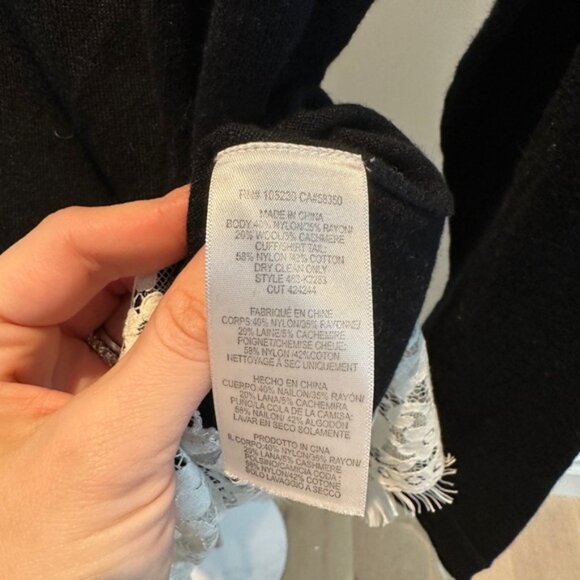 RN# 105230 CA#58350
MADE IN CHINA
BODY:40% NYLON/35% RAYON/
20% WOOL/5% CASHMERE
CUFF/SHIRT TAIL:
58% NYLON /42% COTTON
DRY CLEAN ONLY
STYLE 463-K2283
CUT 424244
FABRIQUÉ EN CHINE
CORPS:40% NYLON/35% RAYONNE/
20% LAINE/5% CACHEMIRE
POIGNET/CHEMISE CHEUE:
58% NYLON /42%COTON
NETTOYAGE A SEC UNIQUEMENT
HECHO EN CHINA
CUERPO:40% NAILON/35% RAYÓN/
20% LANA/5% CACHEMIRA
PUNO/LA COLA DE LA CAMISA:
58% NAILON/ 42% ALGODÓN
LAVAR EN SECO SOLAMENTE
PRODOTTO IN CINA
IL CORPO:40% NYLON/35% RAYON/
20% LANA/5% CASHMERE
POLSINO/CAMICIA CODA:
58% NYLON/42% COTONE
SOLO LAVAGGIO A SECCO